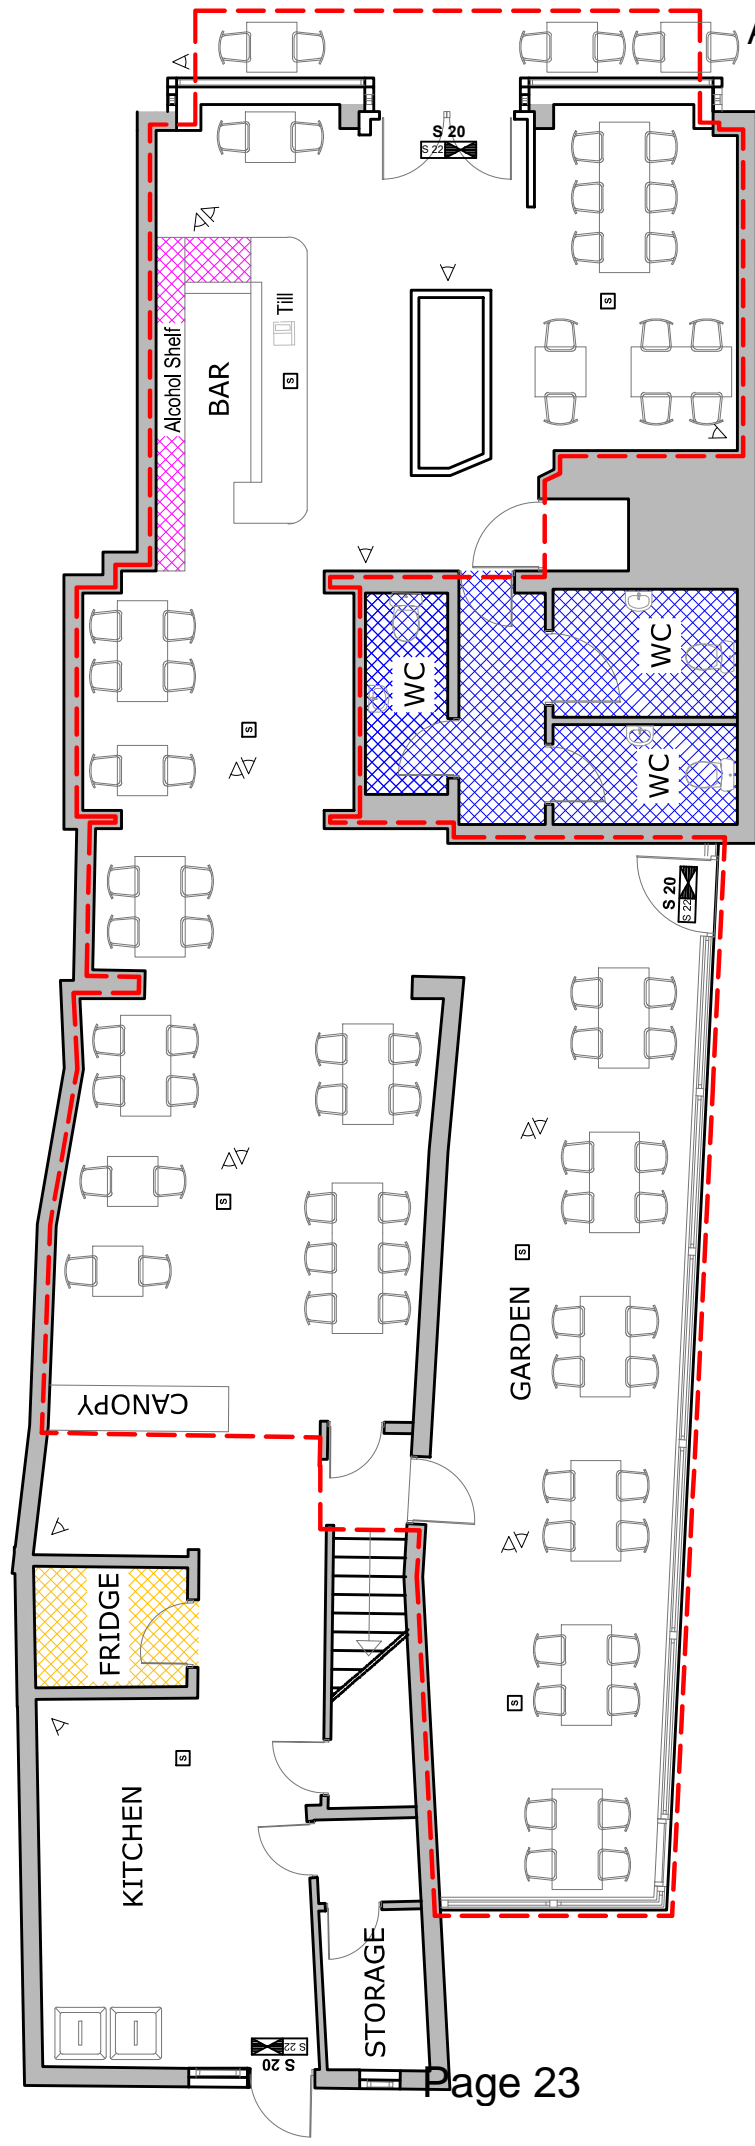 A
S 20
S 22
Till
Alcohol Shelf
BAR
S
S
WC
WC
WC
S
S 20
S 22
S
S
GARDEN
CANOPY
FRIDGE
S
S
KITCHEN
STORAGE
S 22
S 20
Page 23